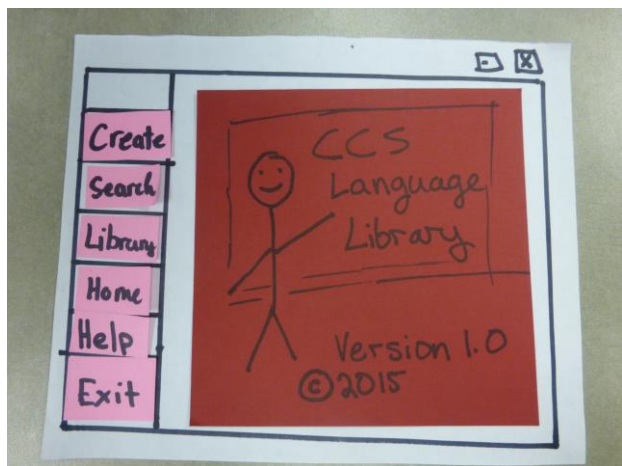 Create
Search
Library
Home
Help
Exit
CCS
Language
Library
Version 1.0
© 2015